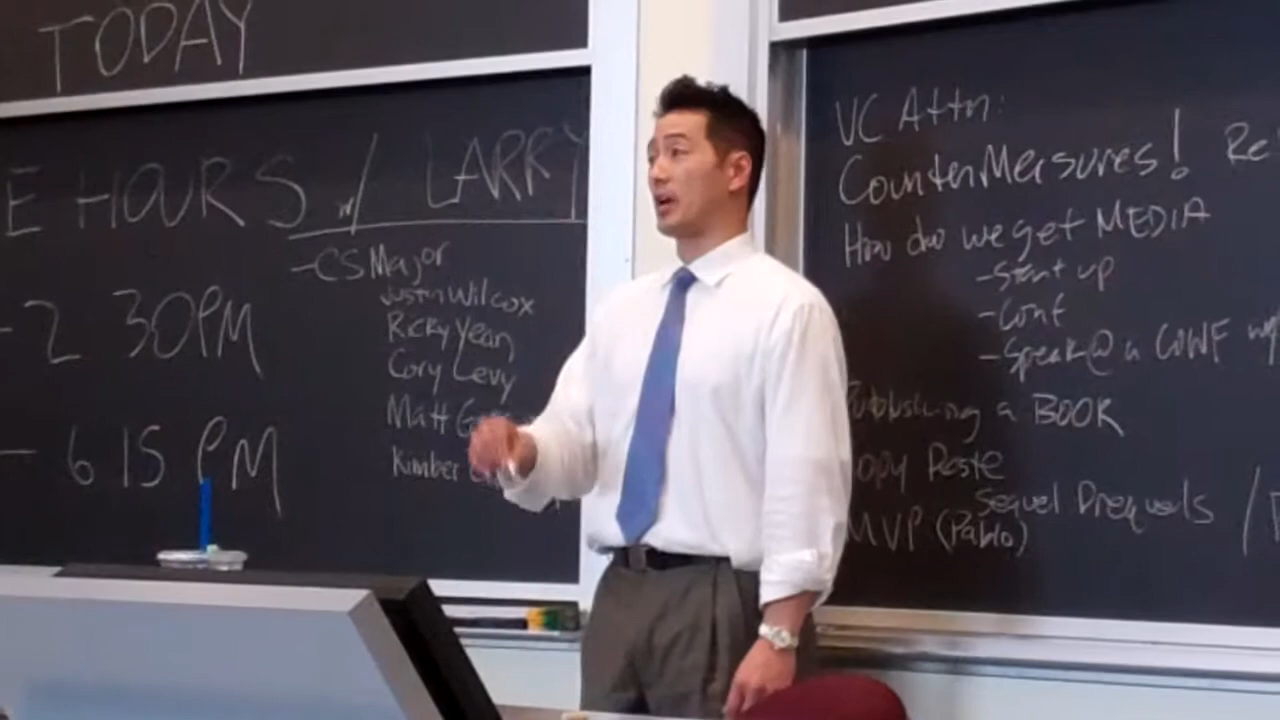 TODAY
E HOURS w/ LARRY
-CS Major
Justin Wilcox
- 2 30PM
Ricky Yean
Cory Levy
Matt
- 6 15 PM
Kimber
VC Attn:
CounterMeasures! Re
How do we get MEDIA
-Start up
-Conf
-Speak@ a
Publishing a BOOK
Copy Paste
Sequel Prequels /
MVP (Pablo)